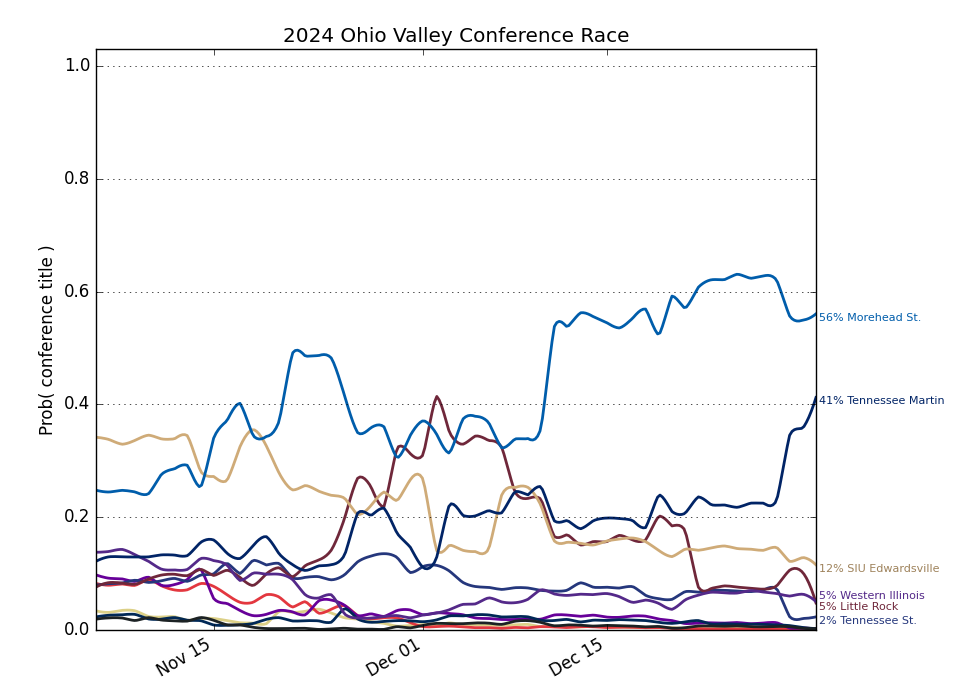 2024 Ohio Valley Conference Race
Prob( conference title )
1.0
0.8
0.6
0.4
0.2
0.0
Nov 15
Dec 01
Dec 15
56% Morehead St.
41% Tennessee Martin
12% SIU Edwardsville
5% Western Illinois
5% Little Rock
2% Tennessee St.